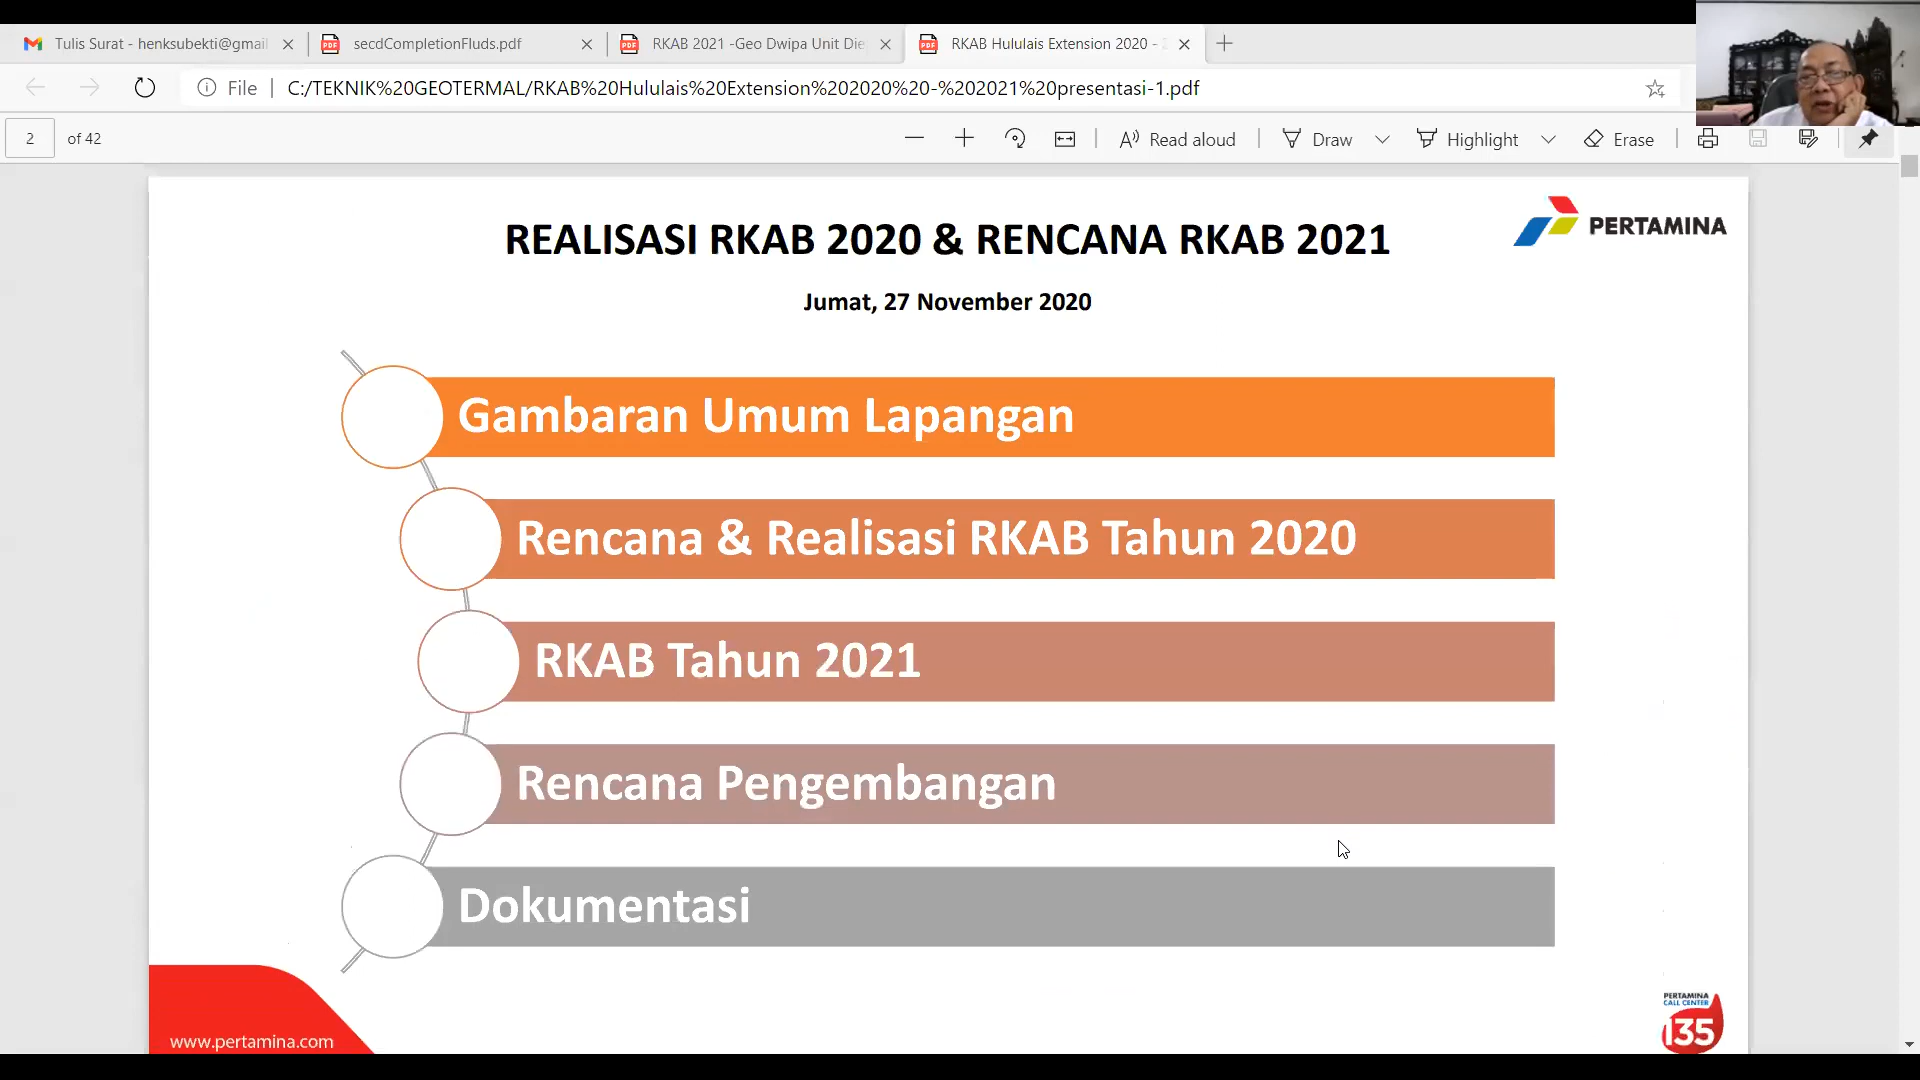 Tulis Surat - henksubekti@gmail
secdCompletionFluds.pdf
RKAB 2021 -Geo Dwipa Unit Die
RKAB Hululais Extension 2020 - 2
File
C:/TEKNIK%20GEOTERMAL/RKAB%20Hululais%20Extension%202020%20-%202021%20presentasi-1.pdf
2 of 42
Read aloud
Draw
Highlight
Erase
REALISASI RKAB 2020 & RENCANA RKAB 2021
PERTAMINA
Jumat, 27 November 2020
Gambaran Umum Lapangan
Rencana & Realisasi RKAB Tahun 2020
RKAB Tahun 2021
Rencana Pengembangan
Dokumentasi
www.pertamina.com
PERTAMINA
CALL CENTER
135